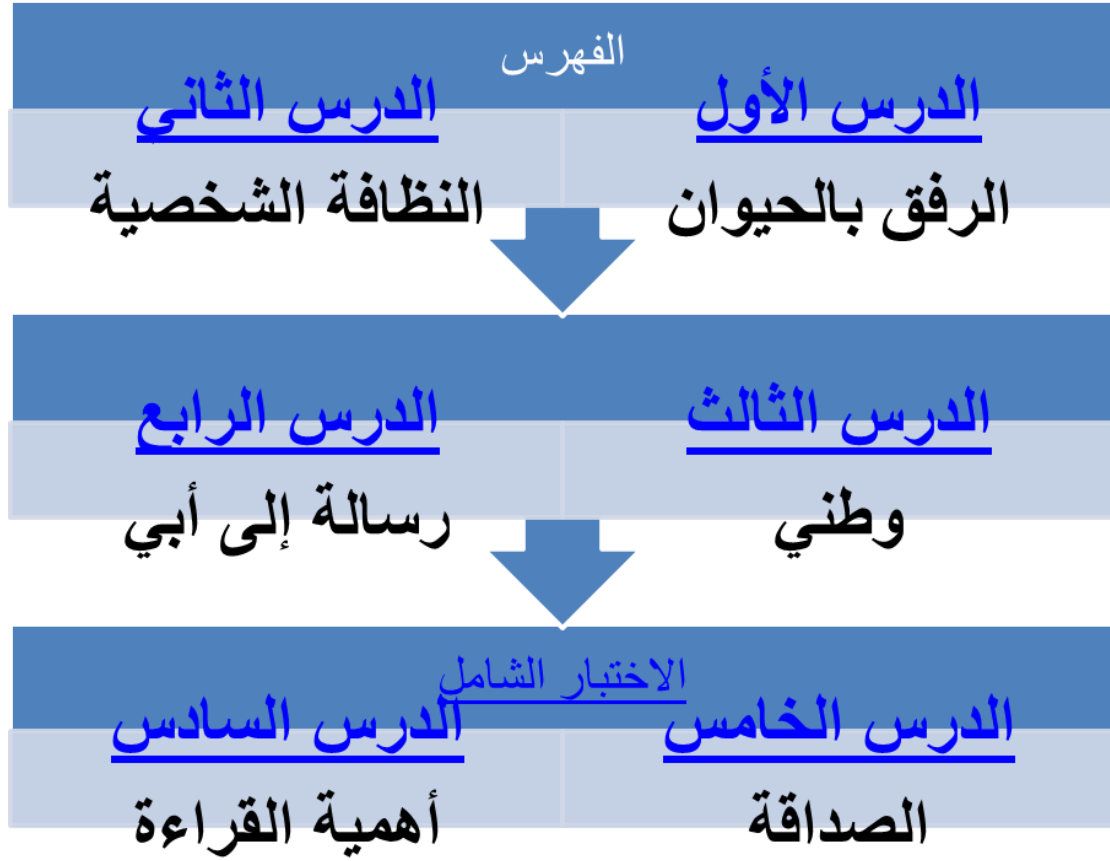 الفهرس
الدرس الأول
الرفق بالحيوان
الدرس الثاني
النظافة الشخصية
الدرس الثالث
وطني
الدرس الرابع
رسالة إلى أبي
الاختبار الشامل
الدرس الخامس
الصداقة
الدرس السادس
أهمية القراءة